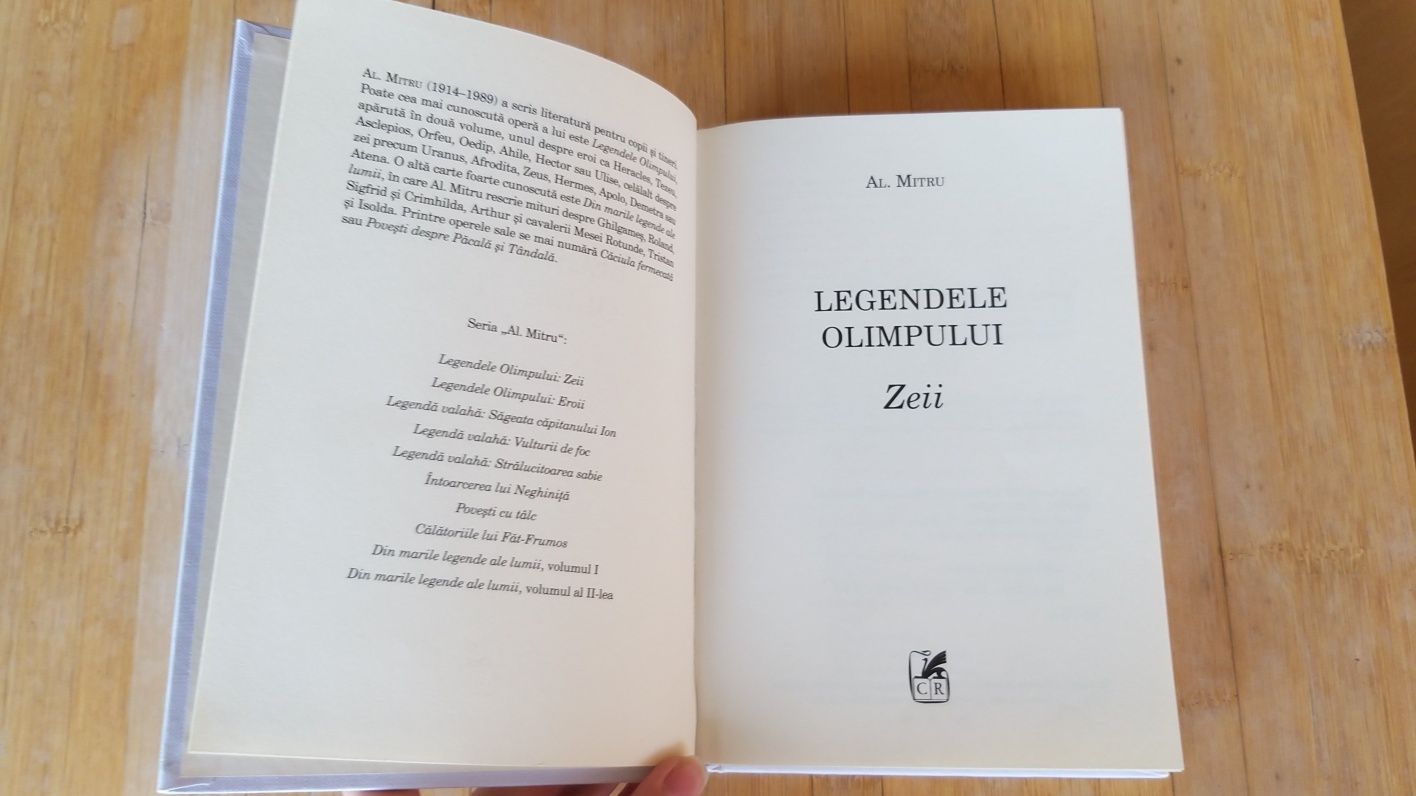 AL. MITRU (1914–1989) a scris literatură pentru copii și tineri.
Poate cea mai cunoscută operă a lui este Legendele Olimpului,
apărută în două volume, unul despre eroi ca Heracles, Tezeu,
Asclepios, Orfeu, Oedip, Ahile, Hector sau Ulise, celălalt despre
zei precum Uranus, Afrodita, Zeus, Hermes, Apolo, Demetra sau
Atena. O altă carte foarte cunoscută este Din marile legende ale
lumii, în care Al. Mitru rescrie mituri despre Ghilgameș, Roland,
Sigfrid și Crimhilda, Arthur și cavalerii Mesei Rotunde, Tristan
și Isolda. Printre operele sale se mai numără Căciula fermecată
sau Povești despre Păcală și Tândală.
Seria „Al. Mitru“:
Legendele Olimpului: Zeii
Legendele Olimpului: Eroii
Legendă valahă: Săgeata căpitanului Ion
Legendă valahă: Vulturii de foc
Legendă valahă: Strălucitoarea sabie
Întoarcerea lui Neghiniță
Povești cu tâlc
Călătoriile lui Făt-Frumos
Din marile legende ale lumii, volumul I
Din marile legende ale lumii, volumul al II-lea
AL. MITRU
LEGENDELE
OLIMPULUI
Zeii
C R